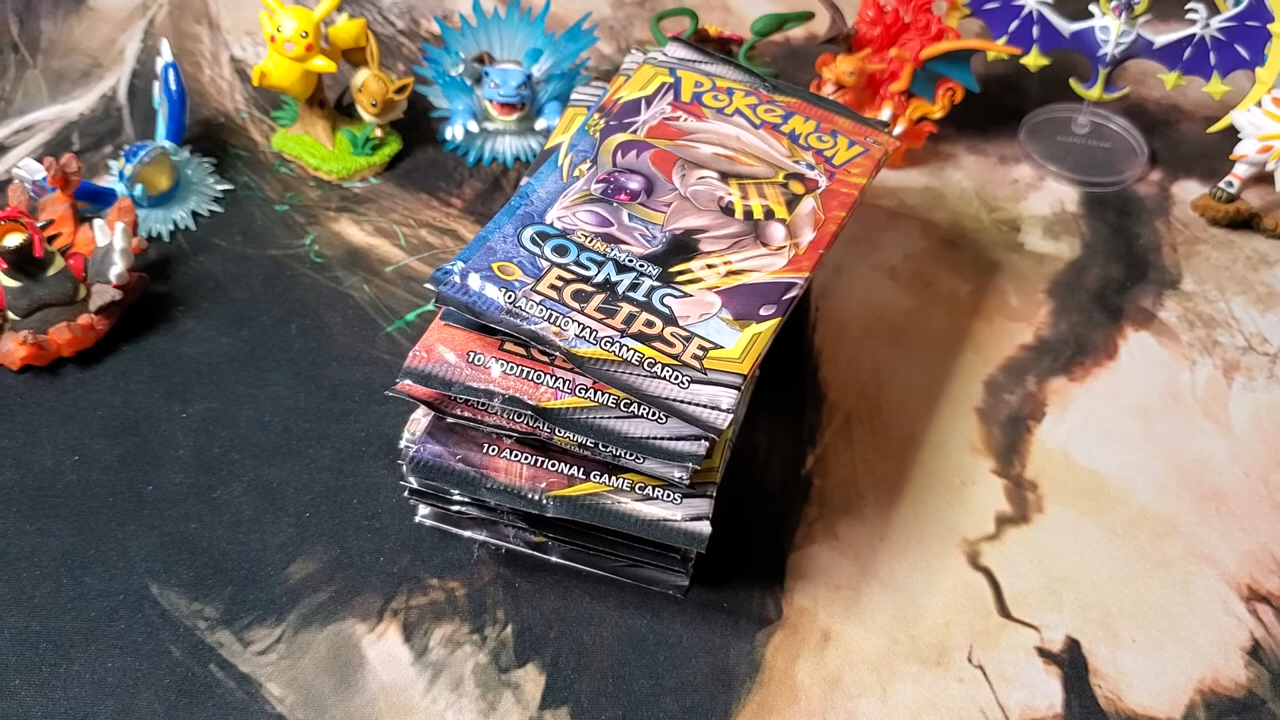 POKéMON
SUN & MOON
COSMIC
ECLIPSE
10 ADDITIONAL GAME CARDS
10 ADDITIONAL GAME CARDS
10 ADDITIONAL GAME CARDS
10 ADDITIONAL GAME CARDS